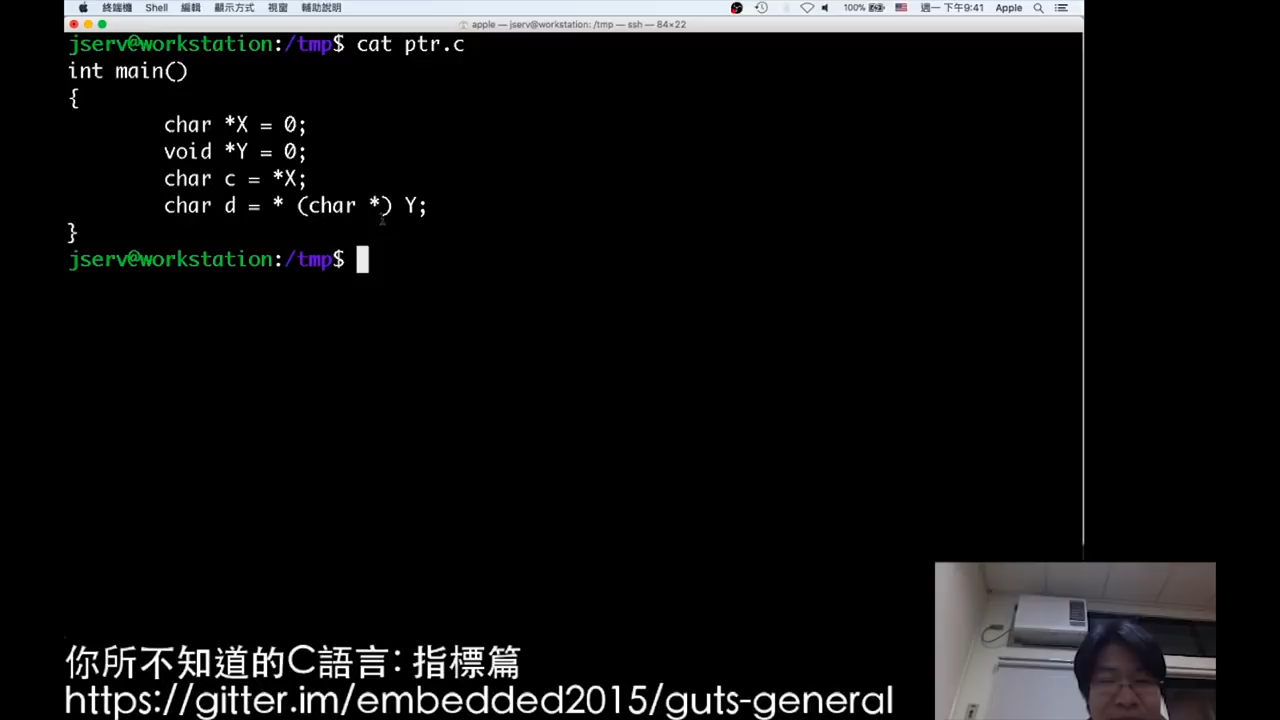 Shell 終端機 編輯 顯示方式 視窗 輔助說明 100% 週一 下午9:41 Apple
apple — jserv@workstation: /tmp — ssh — 84×22
jserv@workstation:/tmp$ cat ptr.c
int main()
{
char *X = 0;
void *Y = 0;
char c = *X;
char d = * (char *) Y;
}
jserv@workstation:/tmp$
你所不知道的C語言: 指標篇
https://gitter.im/embedded2015/guts-general